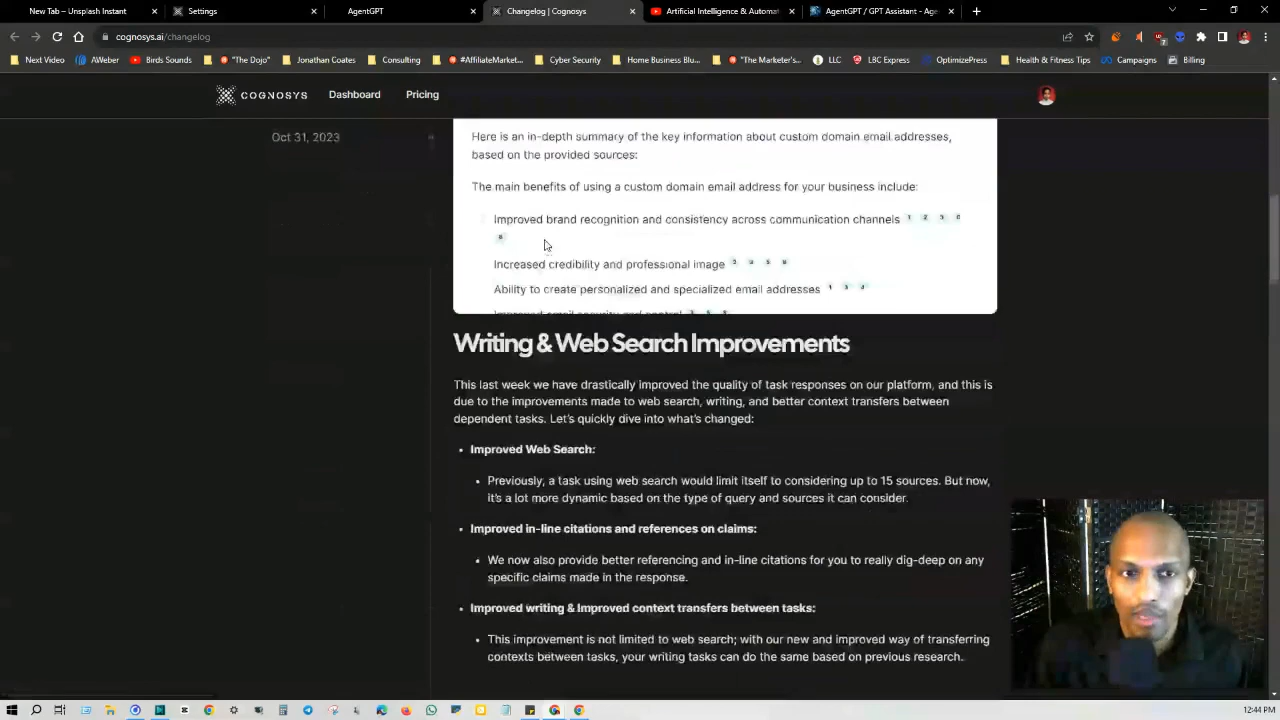 New Tab – Unsplash Instant
Settings
AgentGPT
Changelog | Cognosys
Artificial Intelligence & Automat
AgentGPT / GPT Assistant - Age
cognosys.ai/changelog
Next Video
AWeber
Birds Sounds
"The Dojo"
Jonathan Coates
Consulting
#AffiliateMarket...
Cyber Security
Home Business Blu...
"The Marketer's...
LLC
LBC Express
OptimizePress
Health & Fitness Tips
Campaigns
Billing
COGNOSYS
Dashboard
Pricing
Oct 31, 2023
Here is an in-depth summary of the key information about custom domain email addresses,
based on the provided sources:
The main benefits of using a custom domain email address for your business include:
Improved brand recognition and consistency across communication channels
Increased credibility and professional image
Ability to create personalized and specialized email addresses
Improved email security and control
Writing & Web Search Improvements
This last week we have drastically improved the quality of task responses on our platform, and this is
due to the improvements made to web search, writing, and better context transfers between
dependent tasks. Let's quickly dive into what's changed:
• Improved Web Search:
• Previously, a task using web search would limit itself to considering up to 15 sources. But now,
it's a lot more dynamic based on the type of query and sources it can consider.
• Improved in-line citations and references on claims:
• We now also provide better referencing and in-line citations for you to really dig-deep on any
specific claims made in the response.
• Improved writing & Improved context transfers between tasks:
• This improvement is not limited to web search; with our new and improved way of transferring
contexts between tasks, your writing tasks can do the same based on previous research.
12:44 PM